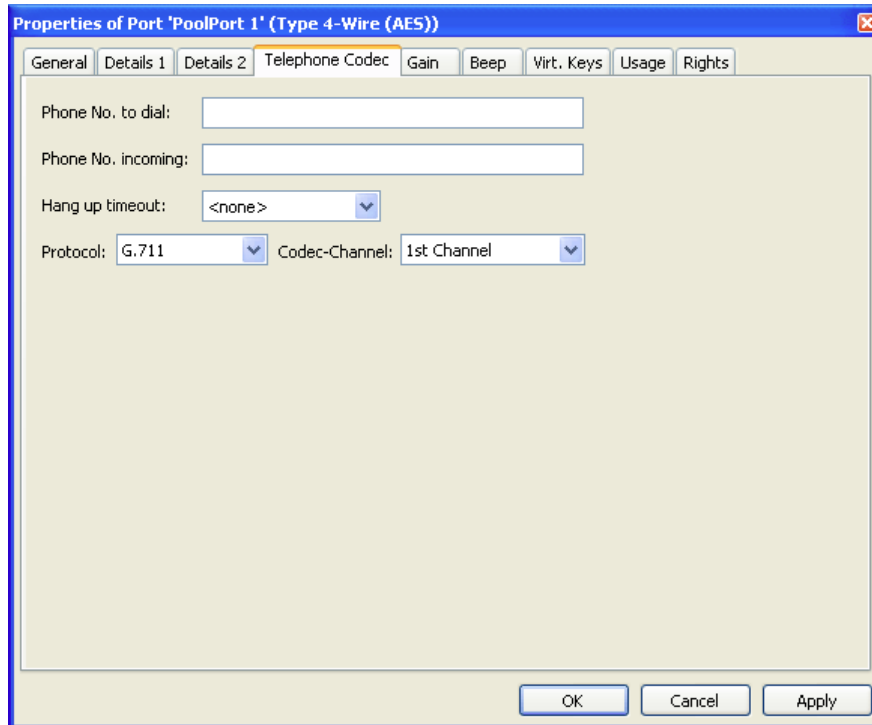 Properties of Port 'PoolPort 1' (Type 4-Wire (AES))
General Details 1 Details 2 Telephone Codec Gain Beep Virt. Keys Usage Rights
Phone No. to dial:
Phone No. incoming:
Hang up timeout: <none>
Protocol: G.711 Codec-Channel: 1st Channel
OK Cancel Apply